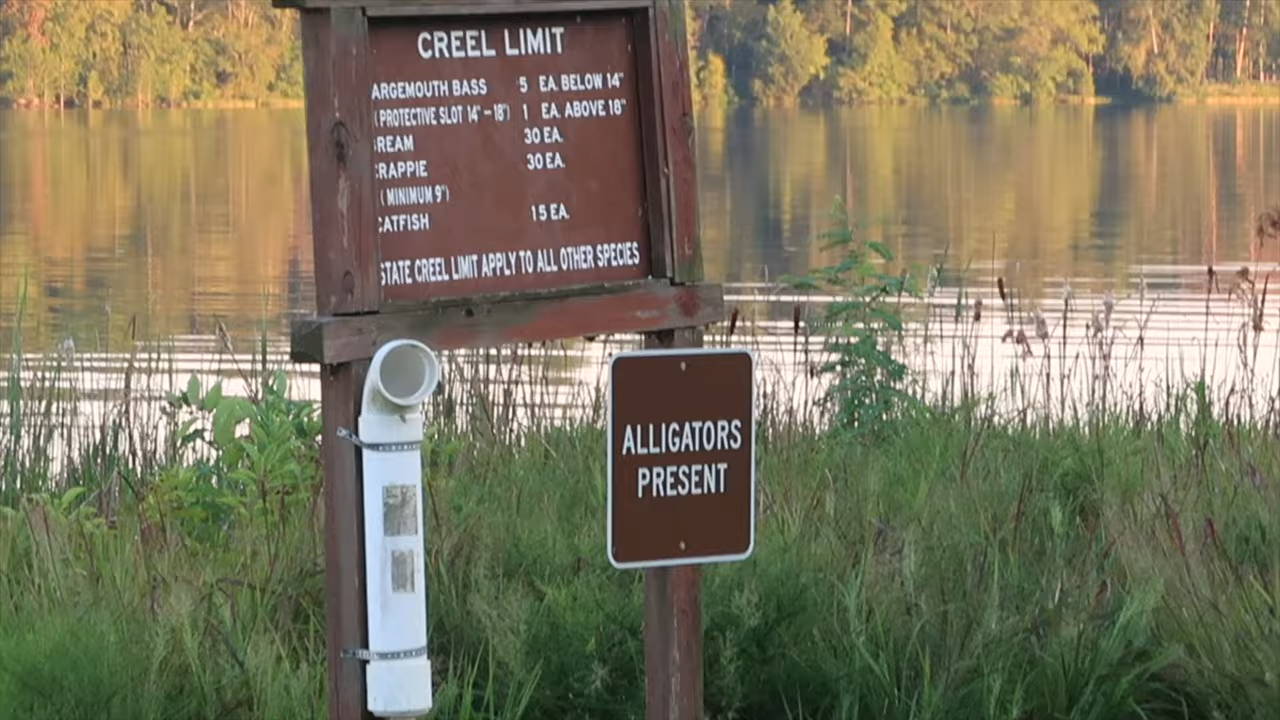 CREEL LIMIT
ARGEMOUTH BASS 5 EA. BELOW 14"
( PROTECTIVE SLOT 14" - 18") 1 EA. ABOVE 18"
REAM 30 EA.
RAPPIE 30 EA.
( MINIMUM 9")
CATFISH 15 EA.
STATE CREEL LIMIT APPLY TO ALL OTHER SPECIES
ALLIGATORS
PRESENT